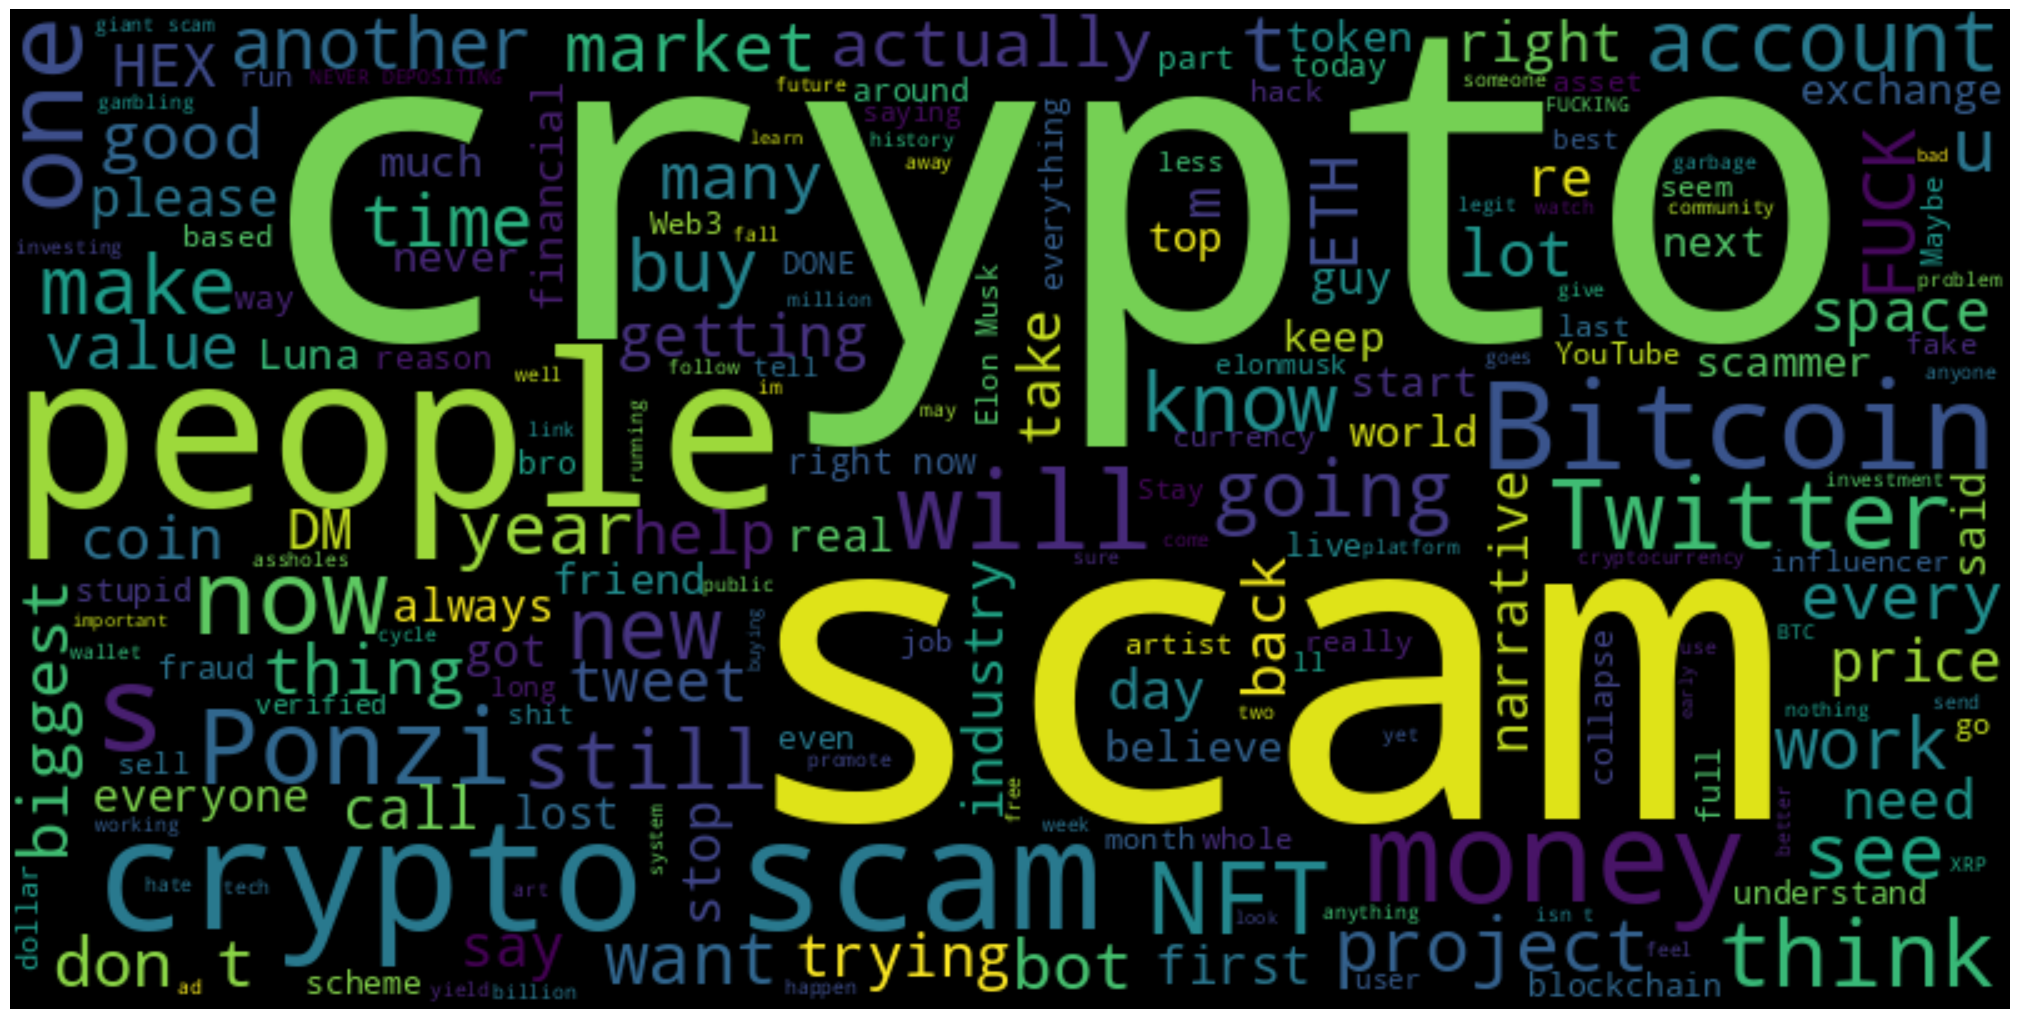 giant scam
one
HEX
another
run
NEVER DEPOSITING
market
actually
part
t
token
today
right
account
someone
asset
exchange
FUCKING
gambling
good
please
based
investing
much
time
never
financial
crypto
future
around
saying
learn
history
away
many
Web3
fall
buy
DONE
million
everything
less
m
top
hack
ETH
guy
lot
best
re
legit
watch
garbage
seem
community
next
FUCK
bad
u
Maybe
problem
make
way
value
Luna
reason
getting
Elon Musk
take
keep
give
last
space
YouTube
scammer
fake
goes
anyone
well
follow
tell
im
may
elonmusk
know
start
currency
world
Bitcoin
people
link
bro
running
right now
will
Stay
going
narrative
Twitter
investment
said
coin
DM
year
help
real
come
live
platform
sure
cryptocurrency
influencer
assholes
stupid
now
always
friend
public
important
biggest
cycle
new
buying
scam
industry
back
artist
job
really
ll
day
two
believe
yet
every
BTC
collapse
use
early
price
wallet
fraud
thing
got
long
tweet
verified
shit
s
Ponzi
still
even
promote
nothing
send
work
go
sell
everyone
call
lost
stop
free
full
need
working
system
week
month
whole
better
money
see
XRP
crypto scam
hate
tech
art
NFT
look
anything
isn t
understand
dollar
don t
ad
scheme
say
yield
billion
want
happen
trying
bot
first
project
user
feel
blockchain
think